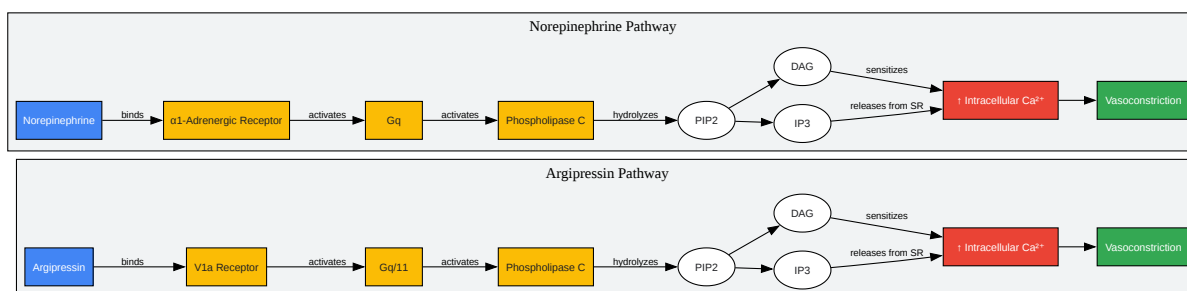 Norepinephrine Pathway
DAG
sensitizes
Norepinephrine
binds
α1-Adrenergic Receptor
activates
Gq
activates
Phospholipase C
hydrolyzes
PIP2
IP3
releases from SR
↑ Intracellular Ca²⁺
Vasoconstriction
Argipressin Pathway
DAG
sensitizes
Argipressin
binds
V1a Receptor
activates
Gq/11
activates
Phospholipase C
hydrolyzes
PIP2
IP3
releases from SR
↑ Intracellular Ca²⁺
Vasoconstriction